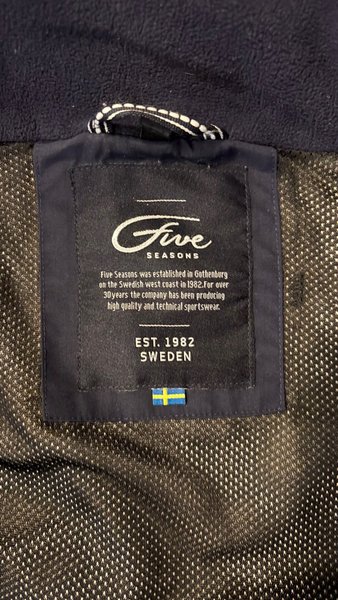 Five
SEASONS
Five Seasons was established in Gothenburg
on the Swedish west coast in 1982.For over
30 years the company has been producing
high quality and technical sportswear.
EST. 1982
SWEDEN